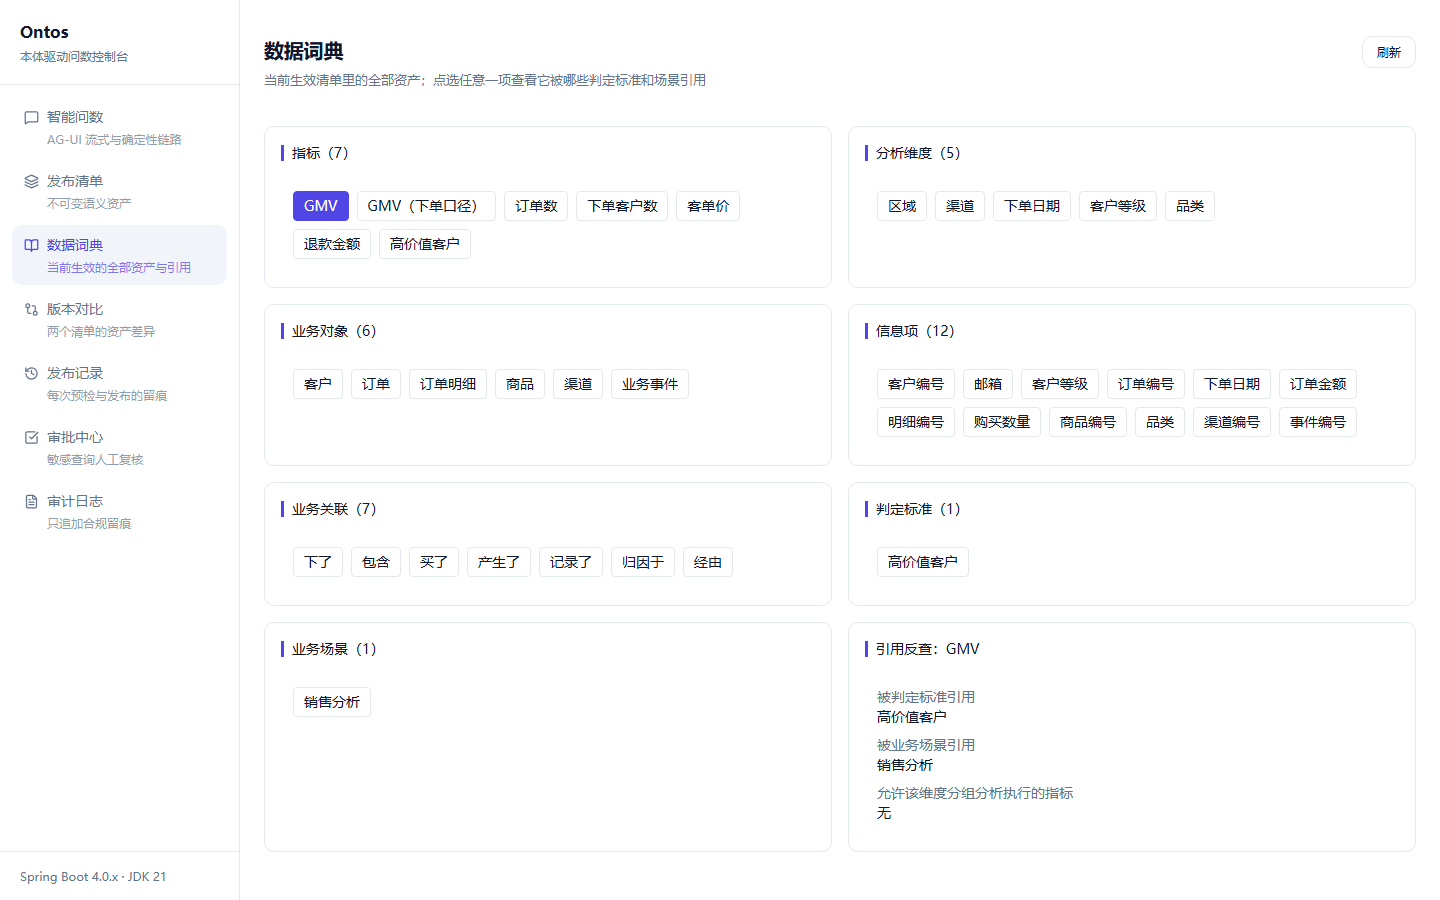 Ontos
本体驱动问数控制台
智能问数
AG-UI 流式与确定性链路
发布清单
不可变语义资产
数据词典
当前生效的全部资产与引用
版本对比
两个清单的资产差异
发布记录
每次预检与发布的留痕
审批中心
敏感查询人工复核
审计日志
只追加合规留痕
Spring Boot 4.0.x · JDK 21
数据词典
刷新
当前生效清单里的全部资产；点选任意一项查看它被哪些判定标准和场景引用
指标（7）
GMV GMV（下单口径） 订单数 下单客户数 客单价
退款金额 高价值客户
分析维度（5）
区域 渠道 下单日期 客户等级 品类
业务对象（6）
客户 订单 订单明细 商品 渠道 业务事件
信息项（12）
客户编号 邮箱 客户等级 订单编号 下单日期 订单金额
明细编号 购买数量 商品编号 品类 渠道编号 事件编号
业务关联（7）
下了 包含 买了 产生了 记录了 归因于 经由
判定标准（1）
高价值客户
业务场景（1）
销售分析
引用反查：GMV
被判定标准引用
高价值客户
被业务场景引用
销售分析
允许该维度分组分析执行的指标
无